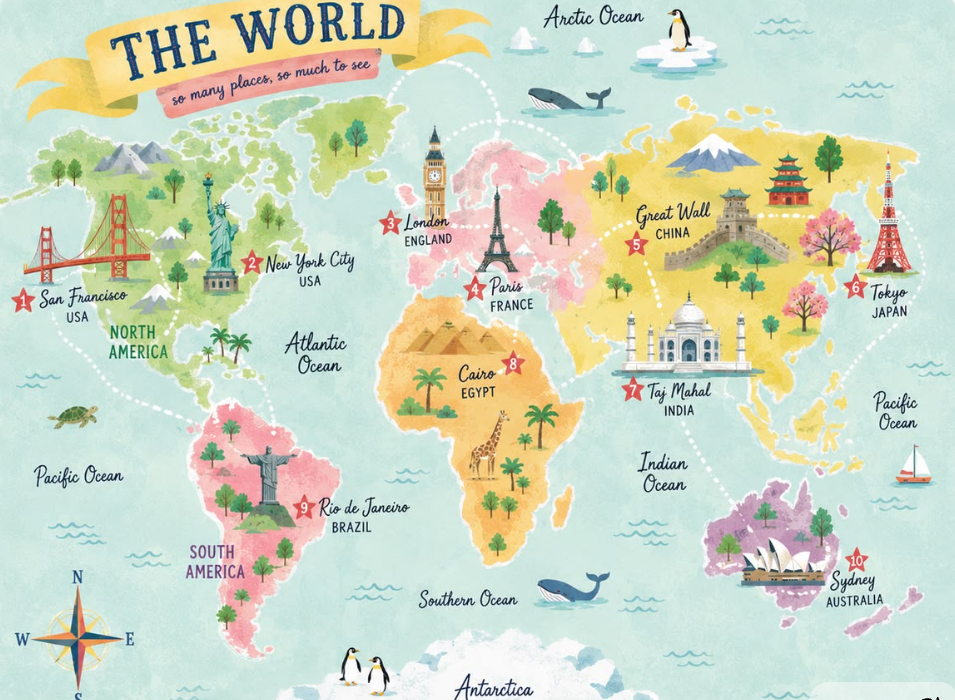 THE WORLD
so many places, so much to see
Arctic Ocean
3
London
ENGLAND
Great Wall
CHINA
5
2
New York City
USA
1
San Francisco
USA
4
Paris
FRANCE
6
Tokyo
JAPAN
NORTH
AMERICA
Atlantic
Ocean
8
Cairo
EGYPT
7
Taj Mahal
INDIA
Pacific
Ocean
Pacific Ocean
Indian
Ocean
9
Rio de Janeiro
BRAZIL
SOUTH
AMERICA
10
Sydney
AUSTRALIA
Southern Ocean
N
W
E
S
Antarctica